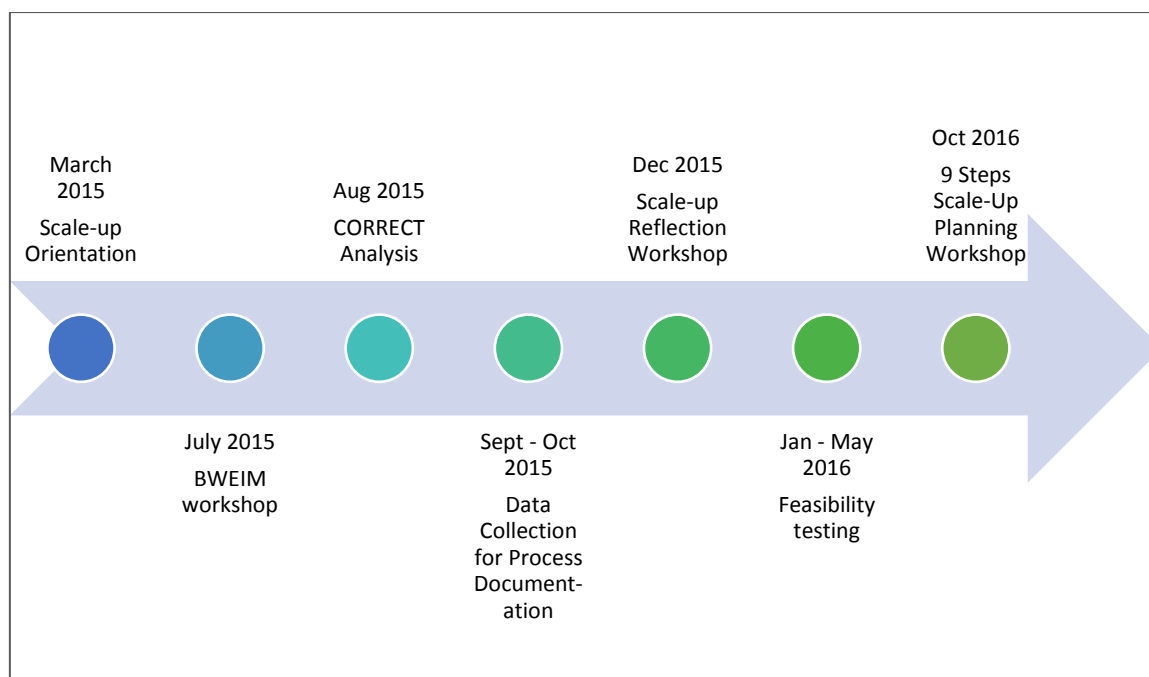 March
2015
Scale-up
Orientation
July 2015
BWEIM
workshop
Aug 2015
CORRECT
Analysis
Sept - Oct
2015
Data
Collection
for Process
Document-
ation
Dec 2015
Scale-up
Reflection
Workshop
Jan - May
2016
Feasibility
testing
Oct 2016
9 Steps
Scale-Up
Planning
Workshop